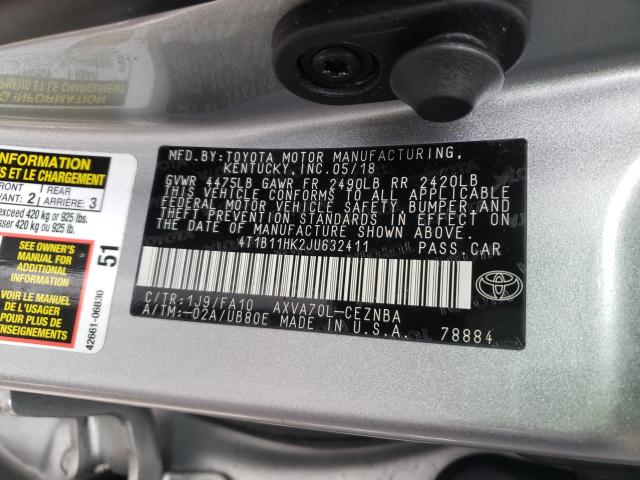 INFORMATION
ET LE CHARGEMENT
FRONT
AVANT: 2
REAR
ARRIÈRE: 3
exceed 420 kg or 925 lbs.
420 kg ou 925 lb.
SEE OWNER'S
MANUAL FOR
ADDITIONAL
INFORMATION
VOIR LE MANUEL DE
POUR PLUS DE
RENSEIGNEMENTS
51
42661-06B30
MFD.BY:TOYOTA MOTOR MANUFACTURING,
KENTUCKY,INC.05/18
GVWR 4475LB GAWR FR 2490LB RR 2420LB
THIS VEHICLE CONFORMS TO ALL APPLICABLE
FEDERAL MOTOR VEHICLE SAFETY,BUMPER,AND
THEFT PREVENTION STANDARDS IN EFFECT ON
THE DATE OF MANUFACTURE SHOWN ABOVE.
4T1B11HK2JU632411 PASS.CAR
C/TR:1J9/FA10 AXVA70L-CEZNBA
A/TM:-02A/UB80E MADE IN U.S.A. 78884